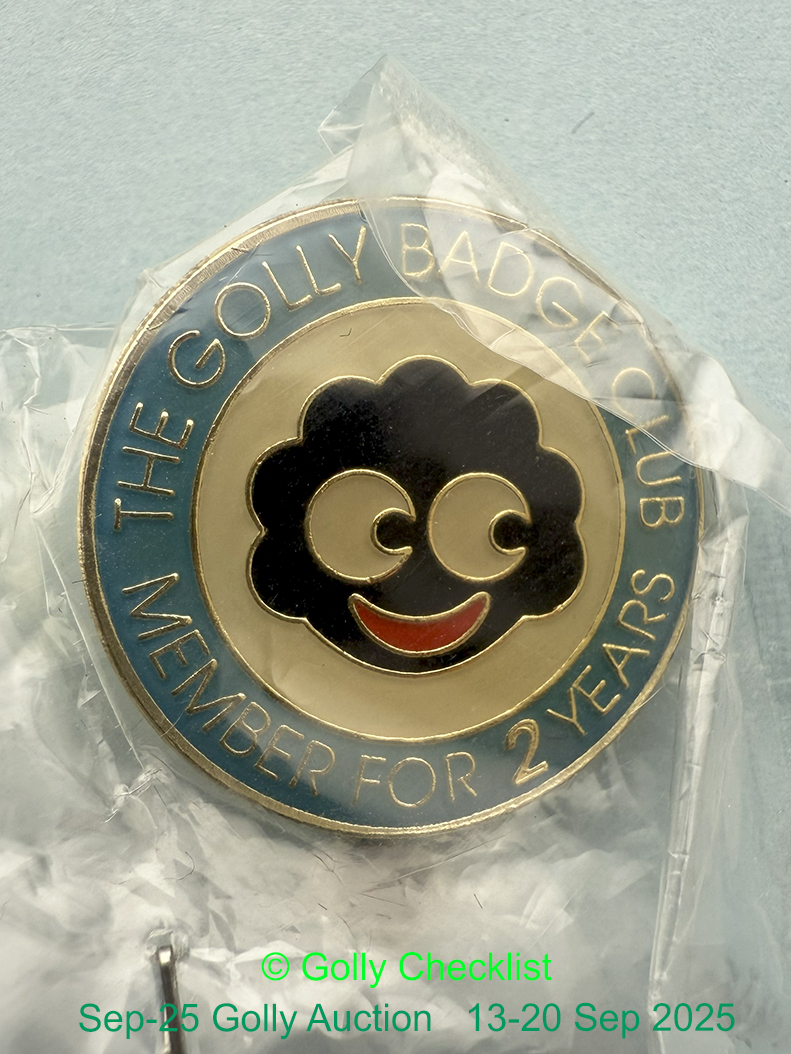 THE GOLLY BADGE CLUB
MEMBER FOR 2 YEARS
© Golly Checklist
Sep-25 Golly Auction 13-20 Sep 2025